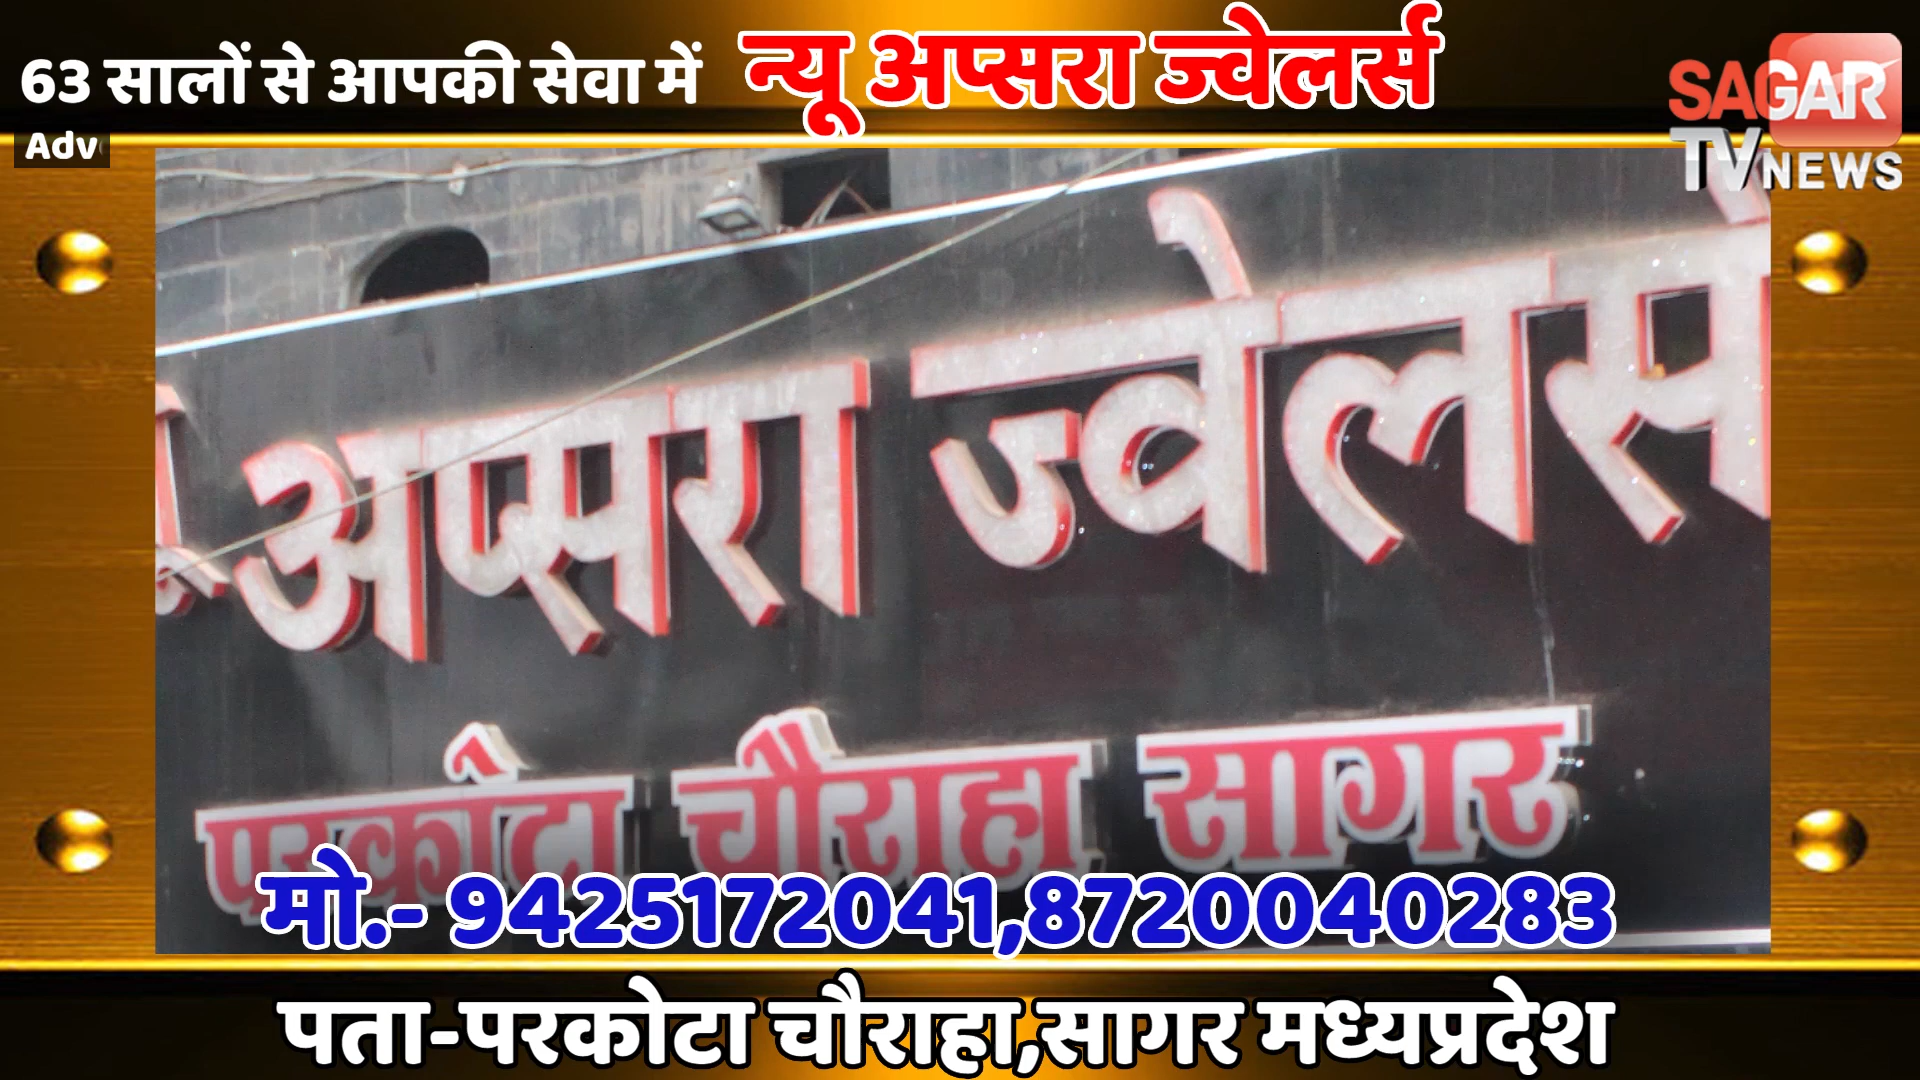 63 सालों से आपकी सेवा में न्यू अप्सरा ज्वेलर्स
SAGAR
TV NEWS
Adv
अप्सरा ज्वेलर्स
परकोटा चौराहा सागर
मो.- 9425172041,8720040283
पता-परकोटा चौराहा,सागर मध्यप्रदेश